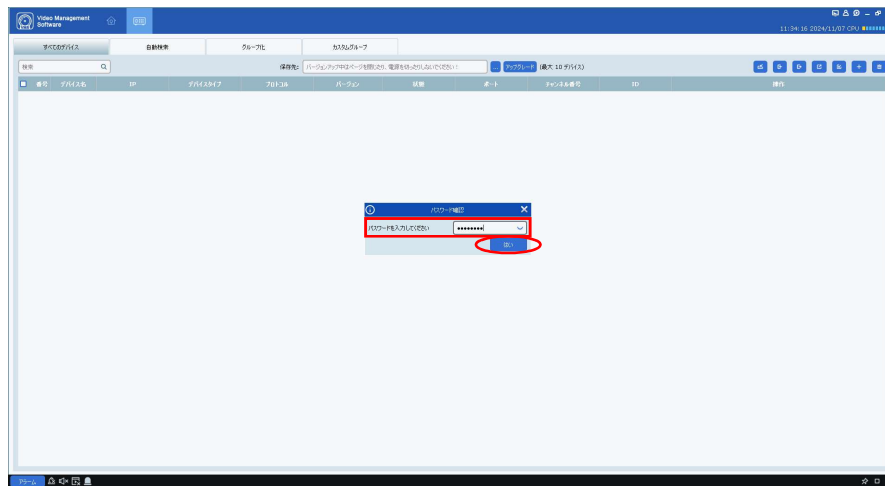 Video Management Software
11:34:16 2024/11/07 CPU
すべてのデバイス 自動検索 グループ化 カスタムグループ
検索 保存先: バージョンアップ中はページを閉じたり、電源を切ったりしないでください! ... アップグレード (最大 10 デバイス)
番号 デバイス名 IP デバイスタイプ プロトコル バージョン 状態 ポート チャンネル番号 ID 操作
パスワード確認
パスワードを入力してください ••••••••
はい
アラーム